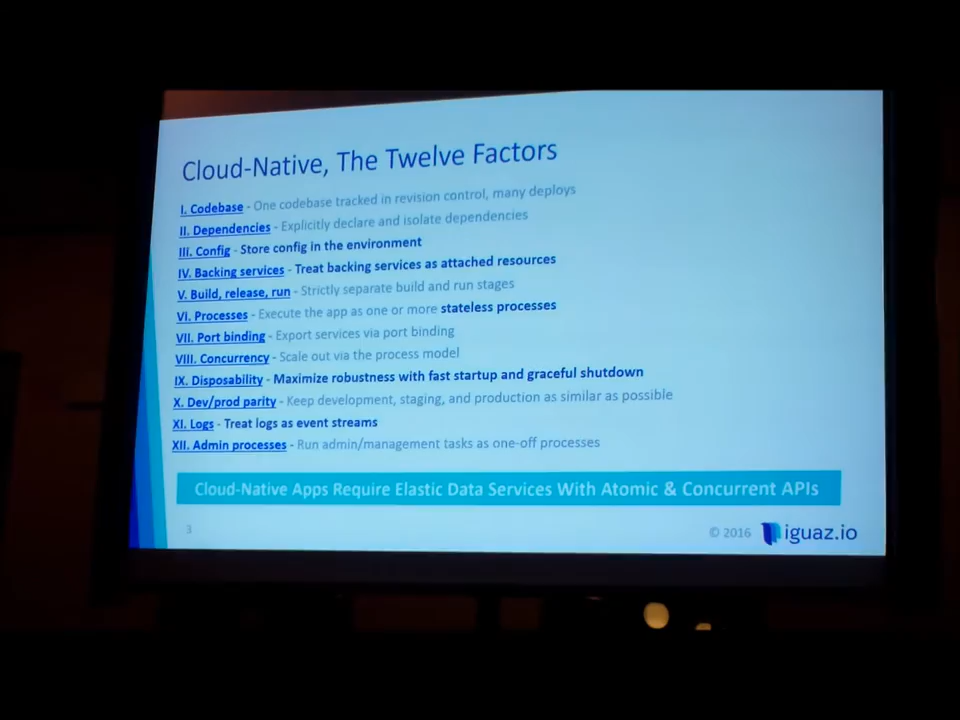 Cloud-Native, The Twelve Factors
I. Codebase - One codebase tracked in revision control, many deploys
II. Dependencies - Explicitly declare and isolate dependencies
III. Config - Store config in the environment
IV. Backing services - Treat backing services as attached resources
V. Build, release, run - Strictly separate build and run stages
VI. Processes - Execute the app as one or more stateless processes
VII. Port binding - Export services via port binding
VIII. Concurrency - Scale out via the process model
IX. Disposability - Maximize robustness with fast startup and graceful shutdown
X. Dev/prod parity - Keep development, staging, and production as similar as possible
XI. Logs - Treat logs as event streams
XII. Admin processes - Run admin/management tasks as one-off processes
Cloud-Native Apps Require Elastic Data Services With Atomic & Concurrent APIs
3
© 2016 iguaz.io